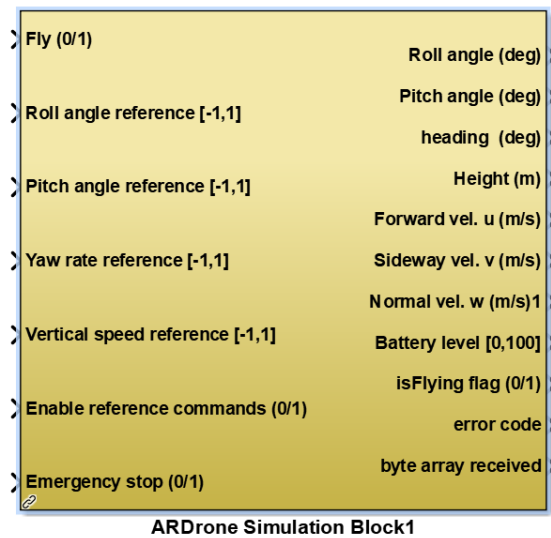 Fly (0/1)
Roll angle reference [-1,1]
Pitch angle reference [-1,1]
Yaw rate reference [-1,1]
Vertical speed reference [-1,1]
Enable reference commands (0/1)
Emergency stop (0/1)
Roll angle (deg)
Pitch angle (deg)
heading (deg)
Height (m)
Forward vel. u (m/s)
Sideway vel. v (m/s)
Normal vel. w (m/s)1
Battery level [0,100]
isFlying flag (0/1)
error code
byte array received
ARDrone Simulation Block1